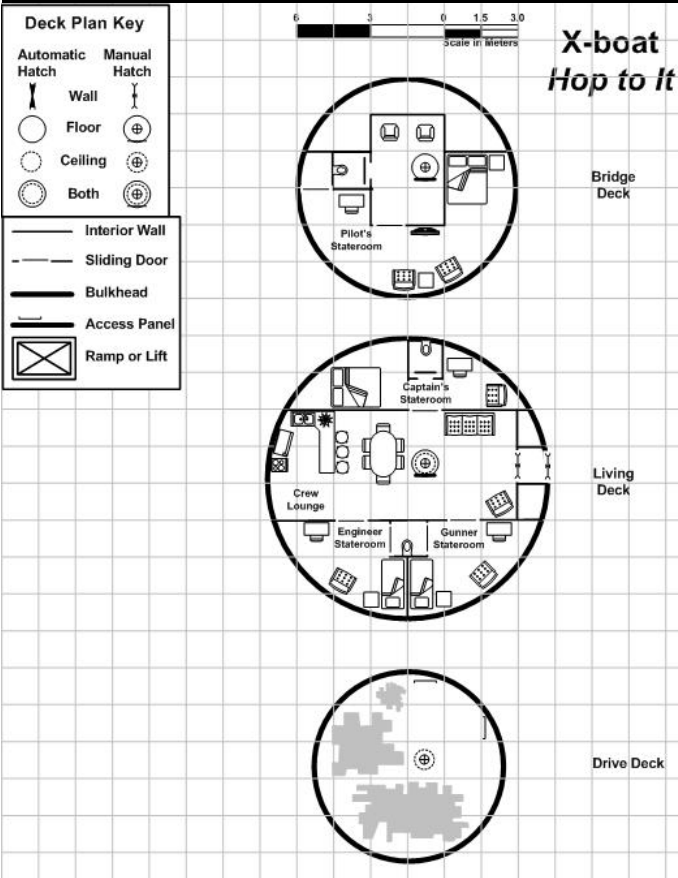 Deck Plan Key
Automatic Hatch
Manual Hatch
Wall
Floor
Ceiling
Both
Interior Wall
Sliding Door
Bulkhead
Access Panel
Ramp or Lift
6 3 0 1.5 3.0
Scale in Meters
X-boat
Hop to It
Bridge
Deck
Pilot's
Stateroom
Captain's
Stateroom
Crew
Lounge
Living
Deck
Engineer
Stateroom
Gunner
Stateroom
Drive Deck